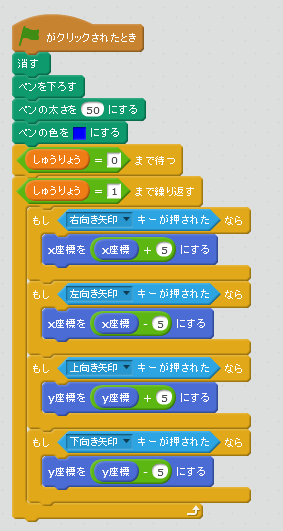 がクリックされたとき
消す
ペンを下ろす
ペンの太さを 50 にする
ペンの色を にする
しゅうりょう = 0 まで待つ
しゅうりょう = 1 まで繰り返す
もし 右向き矢印 キーが押された なら
x座標を x座標 + 5 にする
もし 左向き矢印 キーが押された なら
x座標を x座標 - 5 にする
もし 上向き矢印 キーが押された なら
y座標を y座標 + 5 にする
もし 下向き矢印 キーが押された なら
y座標を y座標 - 5 にする